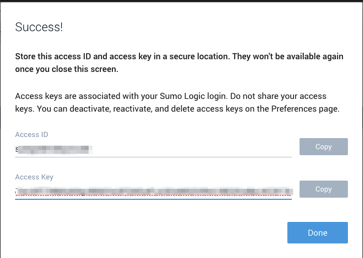 Success!
Store this access ID and access key in a secure location. They won't be available again
once you close this screen.
Access keys are associated with your Sumo Logic login. Do not share your access
keys. You can deactivate, reactivate, and delete access keys on the Preferences page.
Access ID
Copy
Access Key
Copy
Done